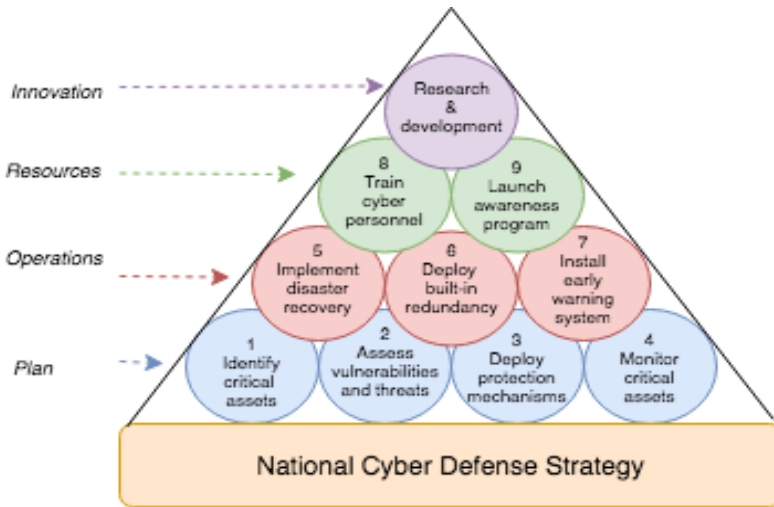 Innovation
Research
&
development
Resources
8
Train
cyber
personnel
9
Launch
awareness
program
Operations
5
Implement
disaster
recovery
6
Deploy
built-in
redundancy
7
Install
early
warning
system
Plan
1
Identify
critical
assets
2
Assess
vulnerabilities
and threats
3
Deploy
protection
mechanisms
4
Monitor
critical
assets
National Cyber Defense Strategy